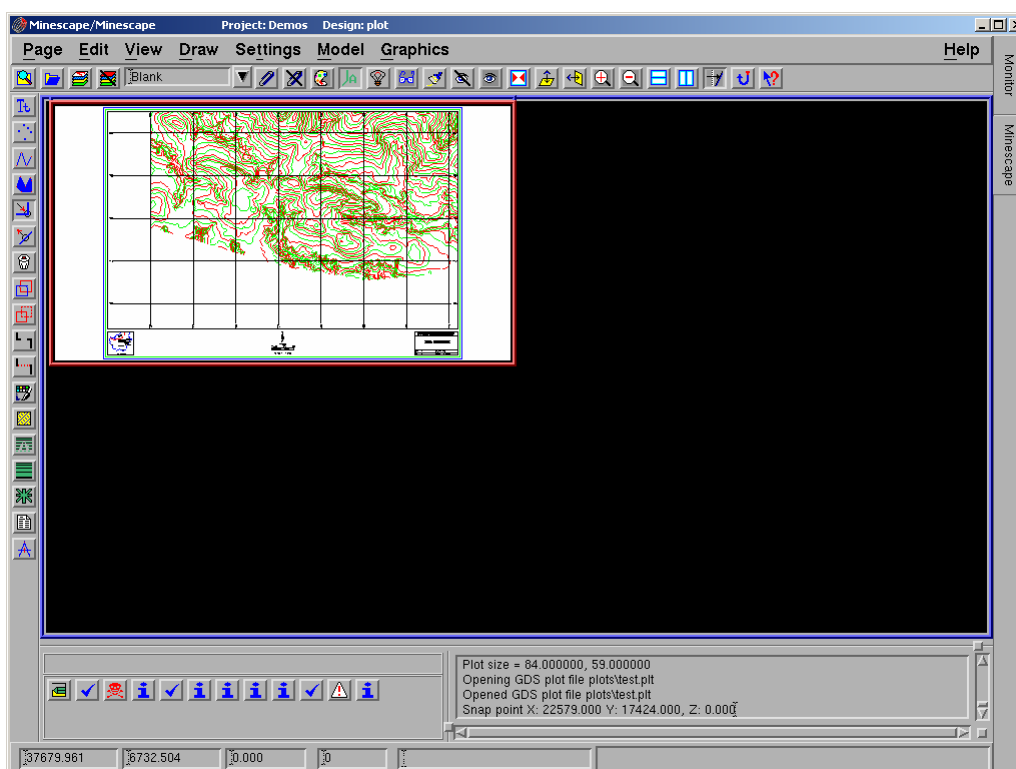 Minescape/Minescape Project: Demos Design: plot
Page Edit View Draw Settings Model Graphics Help
Blank
Monitor
Minescape
Plot size = 84.000000, 59.000000
Opening GDS plot file plots\test.plt
Opened GDS plot file plots\test.plt
Snap point X: 22579.000 Y: 17424.000, Z: 0.000
37679.961 6732.504 0.000 0